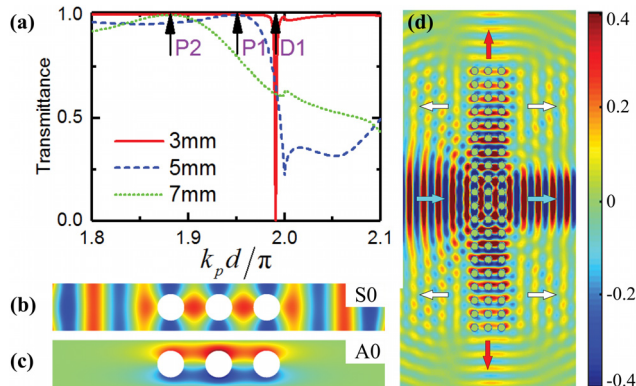 (a)
Transmittance
1.0
0.5
0.0
P2
P1
D1
3mm
5mm
7mm
1.8
1.9
2.0
2.1
k_p d/π
(b)
S0
(c)
A0
(d)
0.4
0.2
0
-0.2
-0.4